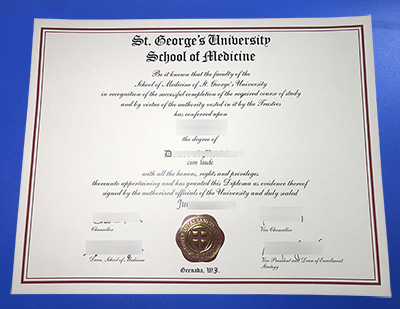 St. George's University
School of Medicine
Be it known that the faculty of the
School of Medicine of St. George's University
in recognition of the successful completion of the required course of study
and by virtue of the authority vested in it by the Trustees
has conferred upon
the degree of
cum laude
with all the honors, rights and privileges
thereunto appertaining and has granted this Diploma as evidence thereof
signed by the authorized officials of the University and duly sealed
Chancellor
Vice Chancellor
Dean, School of Medicine
Vice President and Dean of Enrollment
Grenada, W.I.